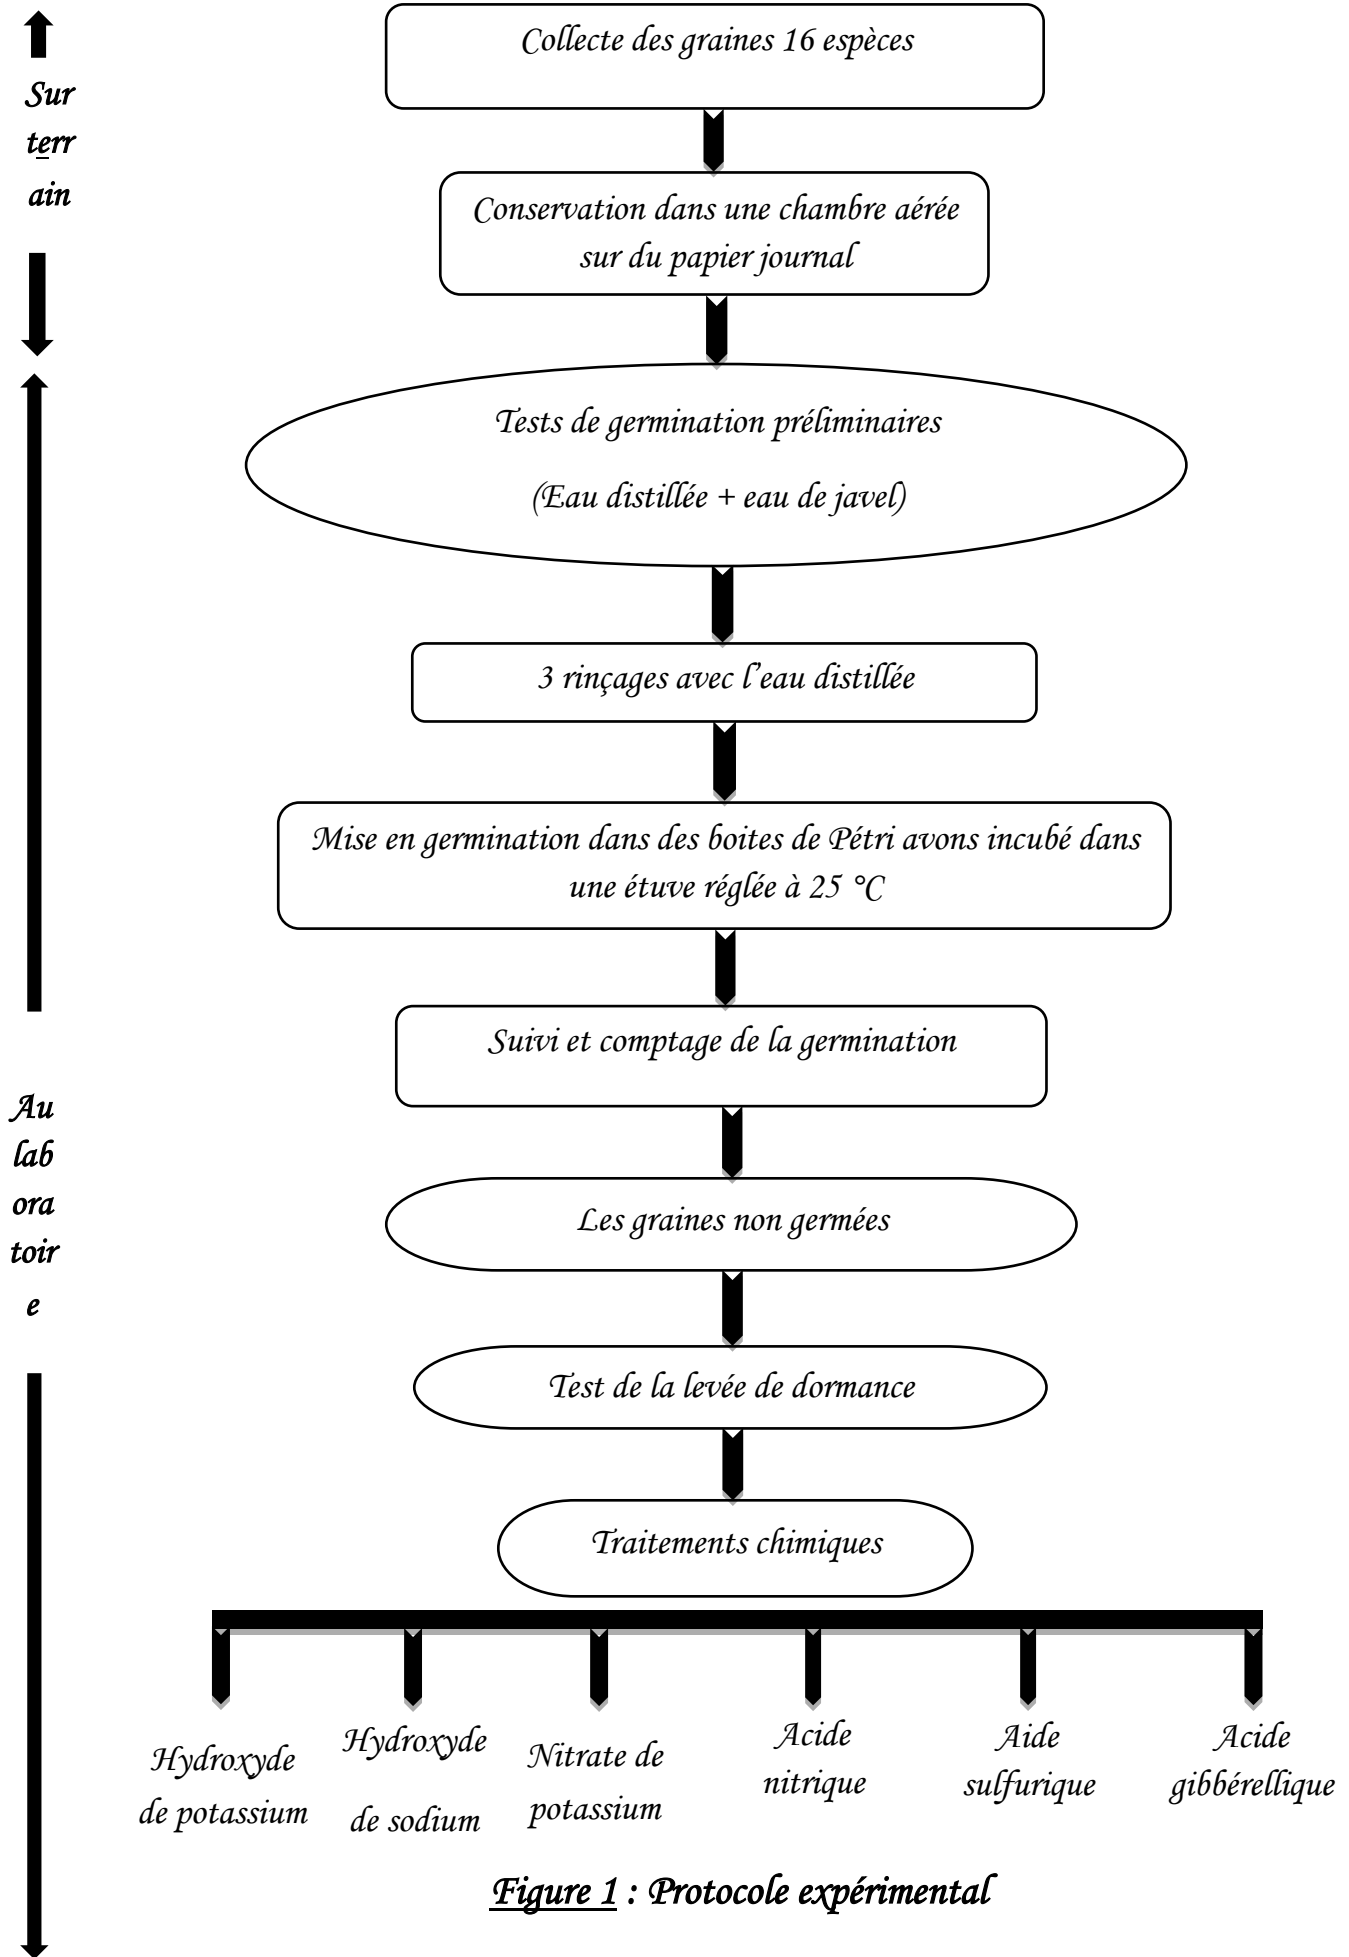 Collecte des graines 16 espèces
Sur
terr
ain
Conservation dans une chambre aérée
sur du papier journal
Tests de germination préliminaires
(Eau distillée + eau de javel)
3 rinçages avec l'eau distillée
Mise en germination dans des boites de Pétri avons incubé dans
une étuve réglée à 25 °C
Suivi et comptage de la germination
Au
lab
ora
toir
e
Les graines non germées
Test de la levée de dormance
Traitements chimiques
Hydroxyde
de potassium
Hydroxyde
de sodium
Nitrate de
potassium
Acide
nitrique
Aide
sulfurique
Acide
gibbérellique
Figure 1 : Protocole expérimental